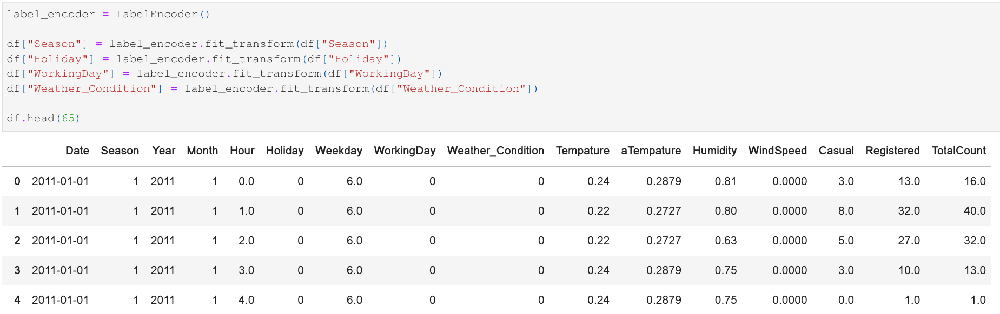 label_encoder = LabelEncoder()
df["Season"] = label_encoder.fit_transform(df["Season"])
df["Holiday"] = label_encoder.fit_transform(df["Holiday"])
df["WorkingDay"] = label_encoder.fit_transform(df["WorkingDay"])
df["Weather_Condition"] = label_encoder.fit_transform(df["Weather_Condition"])
df.head(65)
Date Season Year Month Hour Holiday Weekday WorkingDay Weather_Condition Tempature aTempature Humidity WindSpeed Casual Registered TotalCount
0 2011-01-01 1 2011 1 0.0 0 6.0 0 0 0.24 0.2879 0.81 0.0000 3.0 13.0 16.0
1 2011-01-01 1 2011 1 1.0 0 6.0 0 0 0.22 0.2727 0.80 0.0000 8.0 32.0 40.0
2 2011-01-01 1 2011 1 2.0 0 6.0 0 0 0.22 0.2727 0.63 0.0000 5.0 27.0 32.0
3 2011-01-01 1 2011 1 3.0 0 6.0 0 0 0.24 0.2879 0.75 0.0000 3.0 10.0 13.0
4 2011-01-01 1 2011 1 4.0 0 6.0 0 0 0.24 0.2879 0.75 0.0000 0.0 1.0 1.0